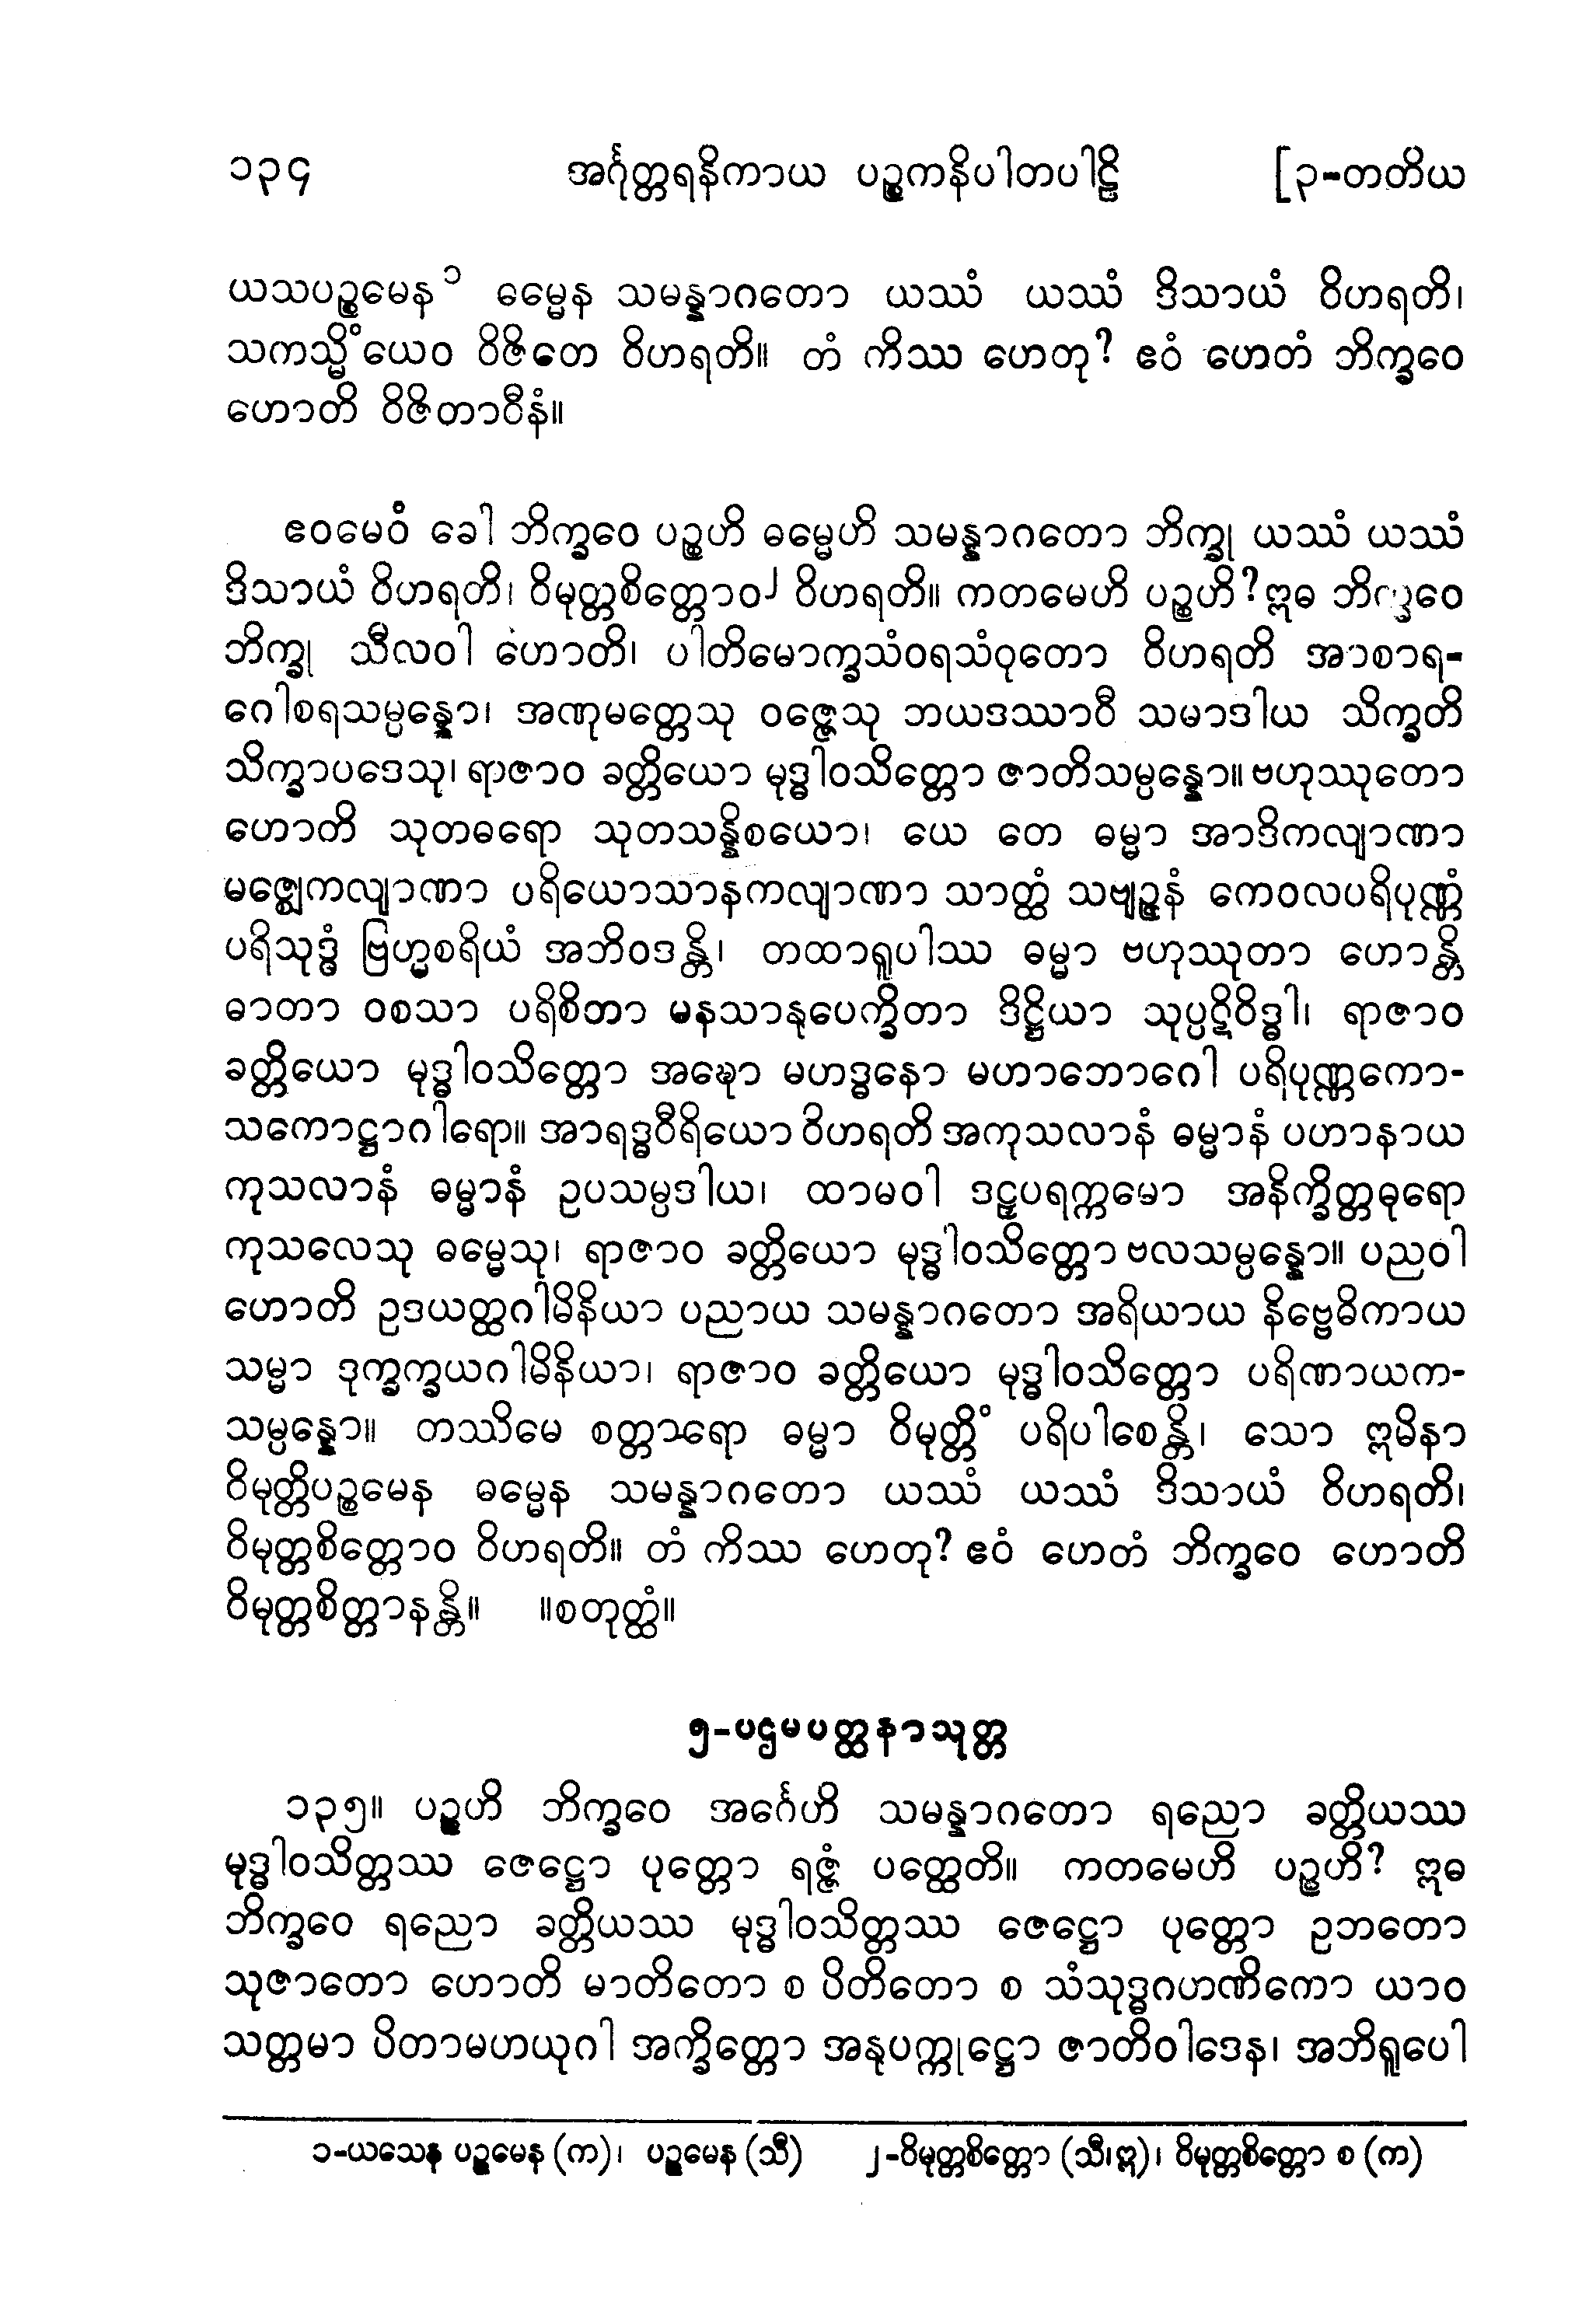 ၁၃၄ အင်္ဂုတ္တရနိကာယ ပဉ္စကနိပါတပါဠိ [၃-တတိယ
ယသပဉ္စမေန၁ ဓမ္မေန သမန္နာဂတော ယဿံ ယဿံ ဒိသာယံ ဝိဟရတိ၊
သကသ္မိံယေဝ ဝိဇိတေ ဝိဟရတိ။ တံ ကိဿ ဟေတု? ဧဝံ ဟေတံ ဘိက္ခဝေ
ဟောတိ ဝိဇိတာဝီနံ။
ဧဝမေဝံ ခေါ ဘိက္ခဝေ ပဉ္စဟိ ဓမ္မေဟိ သမန္နာဂတော ဘိက္ခု ယဿံ ယဿံ
ဒိသာယံ ဝိဟရတိ၊ ဝိမုတ္တစိတ္တောဝ၂ ဝိဟရတိ။ ကတမေဟိ ပဉ္စဟိ? ဣဓ ဘိက္ခဝေ
ဘိက္ခု သီလဝါ ဟောတိ၊ ပါတိမောက္ခသံဝရသံဝုတော ဝိဟရတိ အာစာရ-
ဂေါစရသမ္ပန္နော၊ အဏုမတ္တေသု ဝဇ္ဇေသု ဘယဒဿာဝီ သမာဒါယ သိက္ခတိ
သိက္ခာပဒေသု၊ ရာဇာဝ ခတ္တိယော မုဒ္ဓါဝသိတ္တော ဇာတိသမ္ပန္နော။ ဗဟုဿုတော
ဟောတိ သုတဓရော သုတသန္နိစယော၊ ယေ တေ ဓမ္မာ အာဒိကလျာဏာ
မဇ္ဈေကလျာဏာ ပရိယောသာနကလျာဏာ သာတ္ထံ သဗျဉ္ဇနံ ကေဝလပရိပုဏ္ဏံ
ပရိသုဒ္ဓံ ဗြဟ္မစရိယံ အဘိဝဒန္တိ၊ တထာရူပါဿ ဓမ္မာ ဗဟုဿုတာ ဟောန္တိ
ဓာတာ ဝစသာ ပရိစိတာ မနသာနုပေက္ခိတာ ဒိဋ္ဌိယာ သုပ္ပဋိဝိဒ္ဓါ၊ ရာဇာဝ
ခတ္တိယော မုဒ္ဓါဝသိတ္တော အဍ္ဎော မဟဒ္ဓနော မဟာဘောဂေါ ပရိပုဏ္ဏကော-
သကောဋ္ဌာဂါရော။ အာရဒ္ဓဝီရိယော ဝိဟရတိ အကုသလာနံ ဓမ္မာနံ ပဟာနာယ
ကုသလာနံ ဓမ္မာနံ ဥပသမ္ပဒါယ၊ ထာမဝါ ဒဠှပရက္ကမော အနိက္ခိတ္တဓုရော
ကုသလေသု ဓမ္မေသု၊ ရာဇာဝ ခတ္တိယော မုဒ္ဓါဝသိတ္တော ဗလသမ္ပန္နော။ ပညဝါ
ဟောတိ ဥဒယတ္ထဂါမိနိယာ ပညာယ သမန္နာဂတော အရိယာယ နိဗ္ဗေဓိကာယ
သမ္မာ ဒုက္ခက္ခယဂါမိနိယာ၊ ရာဇာဝ ခတ္တိယော မုဒ္ဓါဝသိတ္တော ပရိဏာယက-
သမ္ပန္နော။ တဿိမေ စတ္တာရော ဓမ္မာ ဝိမုတ္တိံ ပရိပါစေန္တိ၊ သော ဣမိနာ
ဝိမုတ္တိပဉ္စမေန ဓမ္မေန သမန္နာဂတော ယဿံ ယဿံ ဒိသာယံ ဝိဟရတိ၊
ဝိမုတ္တစိတ္တောဝ ဝိဟရတိ။ တံ ကိဿ ဟေတု? ဧဝံ ဟေတံ ဘိက္ခဝေ ဟောတိ
ဝိမုတ္တစိတ္တာနန္တိ။ ။စတုတ္ထံ။
၅-ပဌမပတ္ထနာသုတ္တ
၁၃၅။ ပဉ္စဟိ ဘိက္ခဝေ အင်္ဂေဟိ သမန္နာဂတော ရညော ခတ္တိယဿ
မုဒ္ဓါဝသိတ္တဿ ဇေဋ္ဌော ပုတ္တော ရဇ္ဇံ ပတ္ထေတိ။ ကတမေဟိ ပဉ္စဟိ? ဣဓ
ဘိက္ခဝေ ရညော ခတ္တိယဿ မုဒ္ဓါဝသိတ္တဿ ဇေဋ္ဌော ပုတ္တော ဥဘတော
သုဇာတော ဟောတိ မာတိတော စ ပိတိတော စ သံသုဒ္ဓဂဟဏိကော ယာဝ
သတ္တမာ ပိတာမဟယုဂါ အက္ခိတ္တော အနုပက္ကုဋ္ဌော ဇာတိဝါဒေန၊ အဘိရူပေါ
၁-ယသေန ပဉ္စမေန (က)၊ ပဉ္စမေန (သီ) ၂-ဝိမုတ္တစိတ္တော (သီ၊ဣ)၊ ဝိမုတ္တစိတ္တော စ (က)